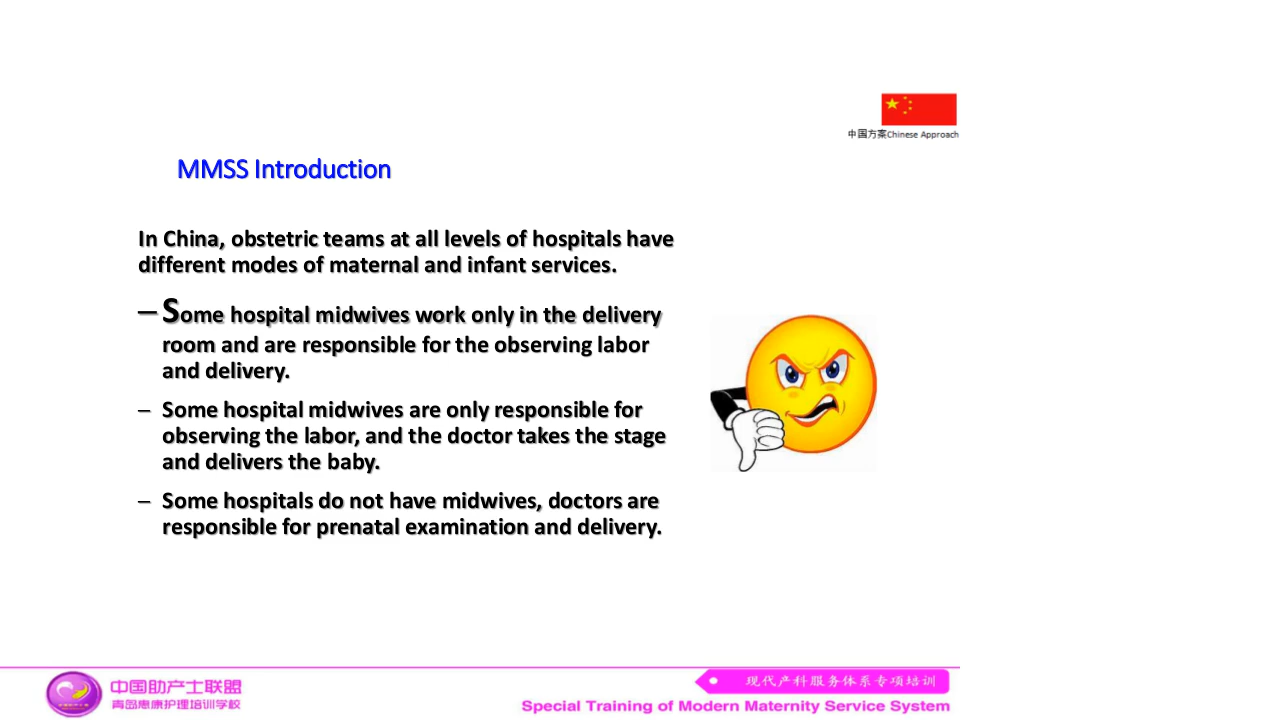 中国方案Chinese Approach
MMSS Introduction
In China, obstetric teams at all levels of hospitals have
different modes of maternal and infant services.
– Some hospital midwives work only in the delivery
room and are responsible for the observing labor
and delivery.
– Some hospital midwives are only responsible for
observing the labor, and the doctor takes the stage
and delivers the baby.
– Some hospitals do not have midwives, doctors are
responsible for prenatal examination and delivery.
中国助产士联盟
青岛惠康护理培训学校
现代产科服务体系专项培训
Special Training of Modern Maternity Service System